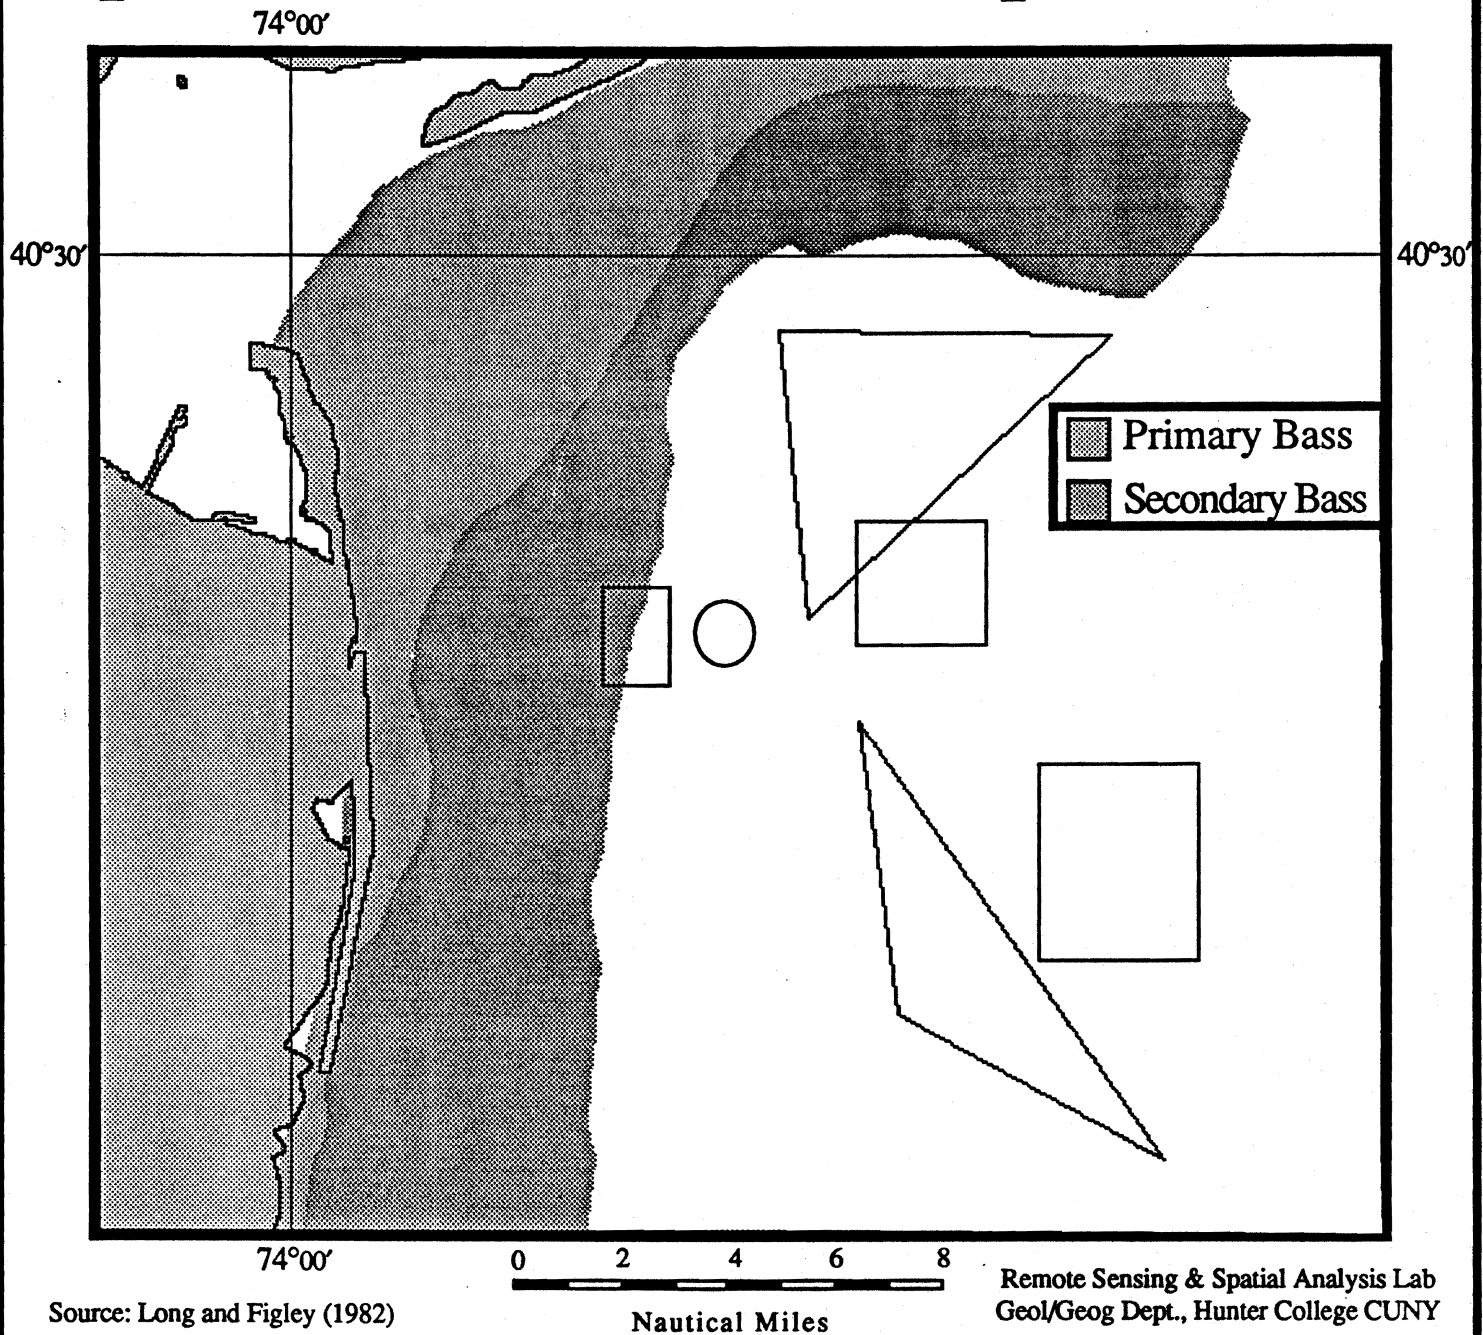 74°00′
40°30′ 40°30′
Primary Bass
Secondary Bass
74°00′
0 2 4 6 8
Nautical Miles
Source: Long and Figley (1982)
Remote Sensing & Spatial Analysis Lab
Geol/Geog Dept., Hunter College CUNY